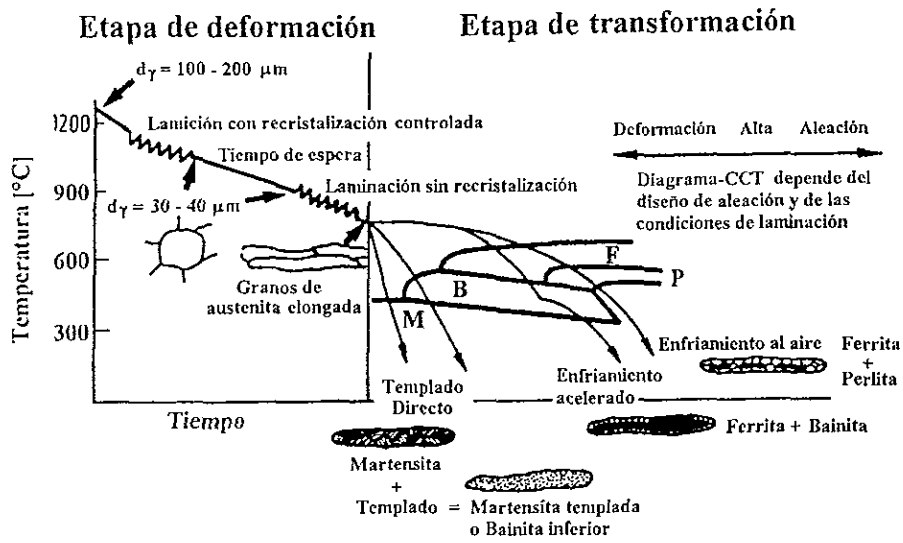 Etapa de deformación
Etapa de transformación
dγ = 100 - 200 µm
Lamición con recristalización controlada
Tiempo de espera
Laminación sin recristalización
dγ = 30 - 40 µm
Granos de
austenita elongada
Temperatura [°C]
1200
900
600
300
Tiempo
Deformación Alta Aleación
Diagrama-CCT depende del
diseño de aleación y de las
condiciones de laminación
F
P
B
M
Templado
Directo
Enfriamiento
acelerado
Enfriamiento al aire
Ferrita
+
Perlita
Ferrita + Bainita
Martensita
+
Templado = Martensita templada
o Bainita inferior